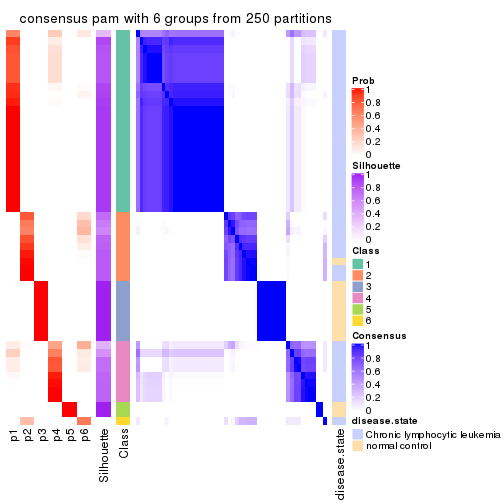 consensus pam with 6 groups from 250 partitions
Prob
1
0.8
0.6
0.4
0.2
0
Silhouette
1
0.8
0.6
0.4
0.2
0
Class
1
2
3
4
5
6
Consensus
1
0.8
0.6
0.4
0.2
0
disease.state
Chronic lymphocytic leukemia
normal control
p1
p2
p3
p4
p5
p6
Silhouette
Class
disease.state